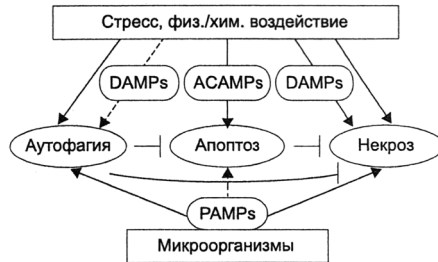 Стресс, физ./хим. воздействие
DAMPs ACAMPs DAMPs
Аутофагия Апоптоз Некроз
PAMPs
Микроорганизмы